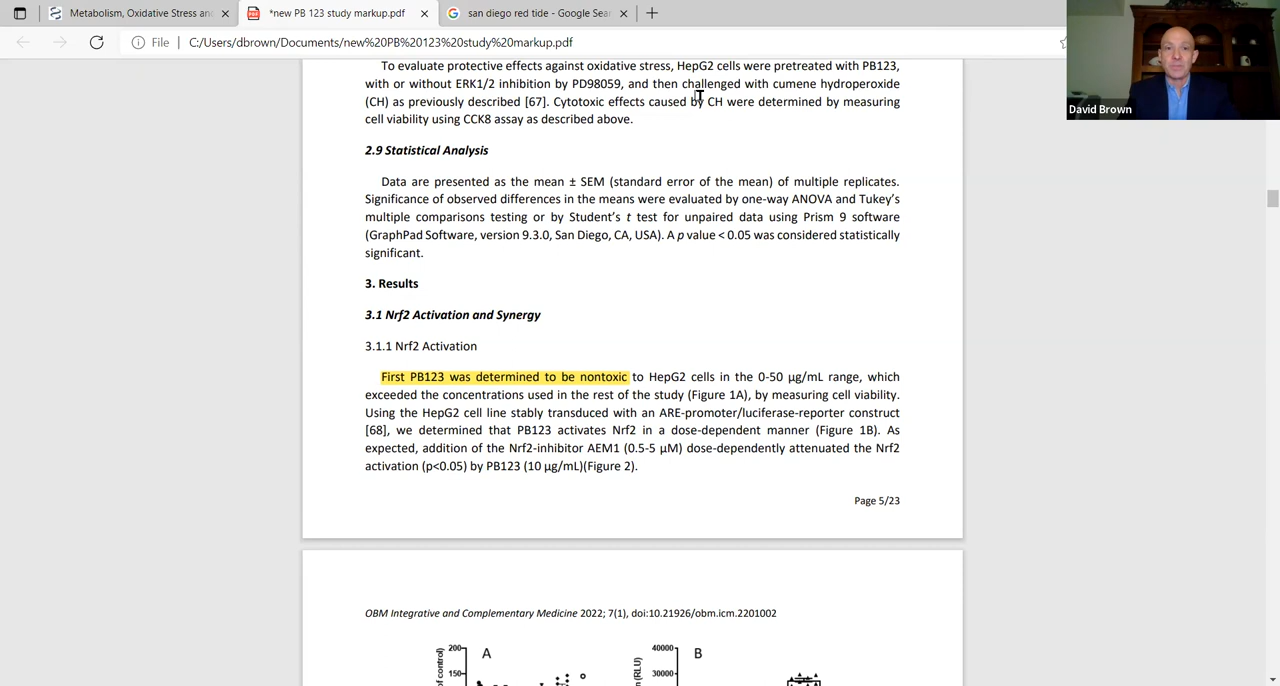 Metabolism, Oxidative Stress an
*new PB 123 study markup.pdf
san diego red tide - Google Sear
File
C:/Users/dbrown/Documents/new%20PB%20123%20study%20markup.pdf
David Brown
To evaluate protective effects against oxidative stress, HepG2 cells were pretreated with PB123,
with or without ERK1/2 inhibition by PD98059, and then challenged with cumene hydroperoxide
(CH) as previously described [67]. Cytotoxic effects caused by CH were determined by measuring
cell viability using CCK8 assay as described above.
2.9 Statistical Analysis
Data are presented as the mean ± SEM (standard error of the mean) of multiple replicates.
Significance of observed differences in the means were evaluated by one-way ANOVA and Tukey's
multiple comparisons testing or by Student's t test for unpaired data using Prism 9 software
(GraphPad Software, version 9.3.0, San Diego, CA, USA). A p value < 0.05 was considered statistically
significant.
3. Results
3.1 Nrf2 Activation and Synergy
3.1.1 Nrf2 Activation
First PB123 was determined to be nontoxic to HepG2 cells in the 0-50 µg/mL range, which
exceeded the concentrations used in the rest of the study (Figure 1A), by measuring cell viability.
Using the HepG2 cell line stably transduced with an ARE-promoter/luciferase-reporter construct
[68], we determined that PB123 activates Nrf2 in a dose-dependent manner (Figure 1B). As
expected, addition of the Nrf2-inhibitor AEM1 (0.5-5 µM) dose-dependently attenuated the Nrf2
activation (p<0.05) by PB123 (10 µg/mL)(Figure 2).
Page 5/23
OBM Integrative and Complementary Medicine 2022; 7(1), doi:10.21926/obm.icm.2201002
200
A
40000
B
150
30000
of control)
(RLU)